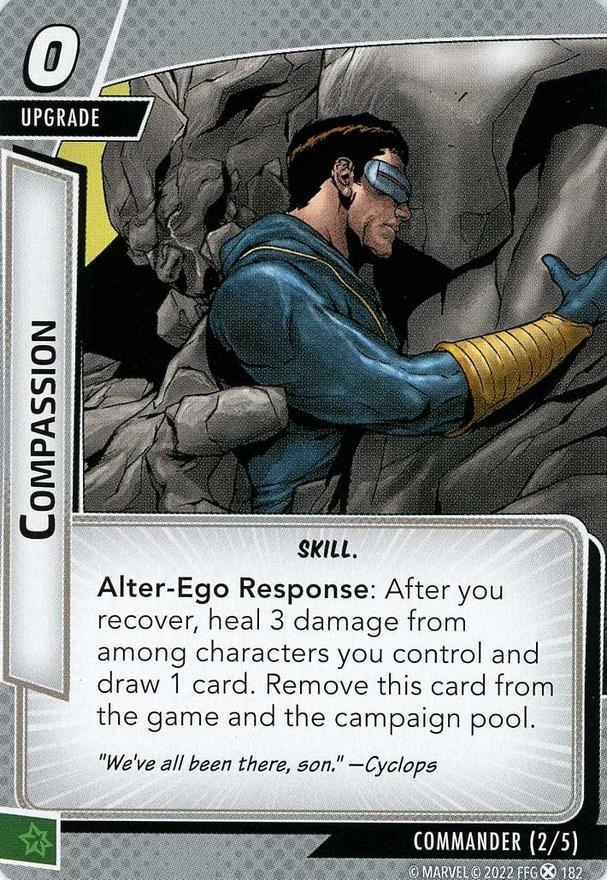 0
UPGRADE
COMPASSION
SKILL.
Alter-Ego Response: After you
recover, heal 3 damage from
among characters you control and
draw 1 card. Remove this card from
the game and the campaign pool.
"We've all been there, son." —Cyclops
COMMANDER (2/5)
© MARVEL © 2022 FFG 182